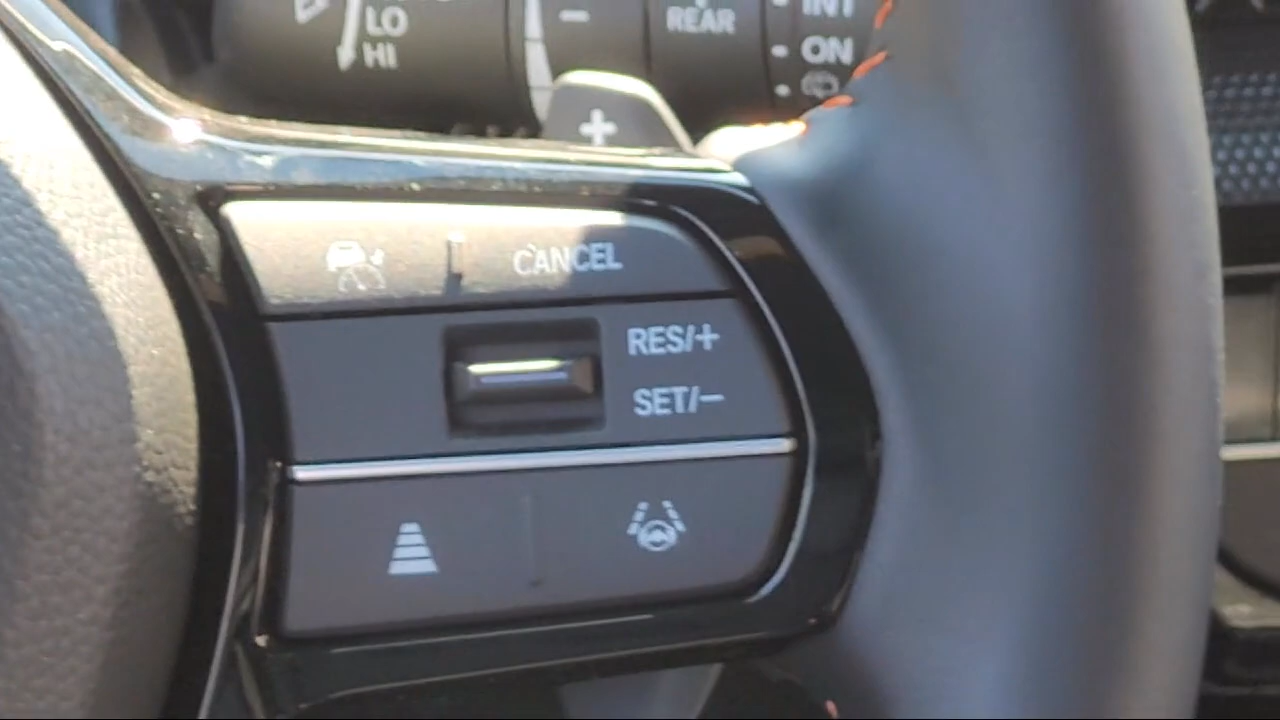 LO
HI
−
REAR
INT
ON
+
CANCEL
RES/+
SET/−